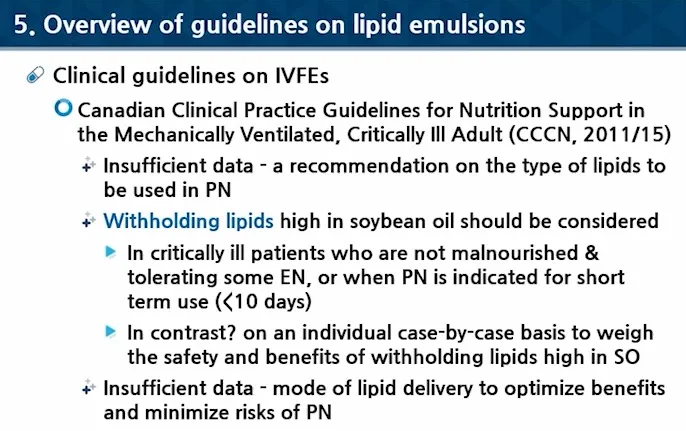 5. Overview of guidelines on lipid emulsions
Clinical guidelines on IVFEs
Canadian Clinical Practice Guidelines for Nutrition Support in
the Mechanically Ventilated, Critically Ill Adult (CCCN, 2011/15)
Insufficient data - a recommendation on the type of lipids to
be used in PN
Withholding lipids high in soybean oil should be considered
In critically ill patients who are not malnourished &
tolerating some EN, or when PN is indicated for short
term use (<10 days)
In contrast? on an individual case-by-case basis to weigh
the safety and benefits of withholding lipids high in SO
Insufficient data - mode of lipid delivery to optimize benefits
and minimize risks of PN